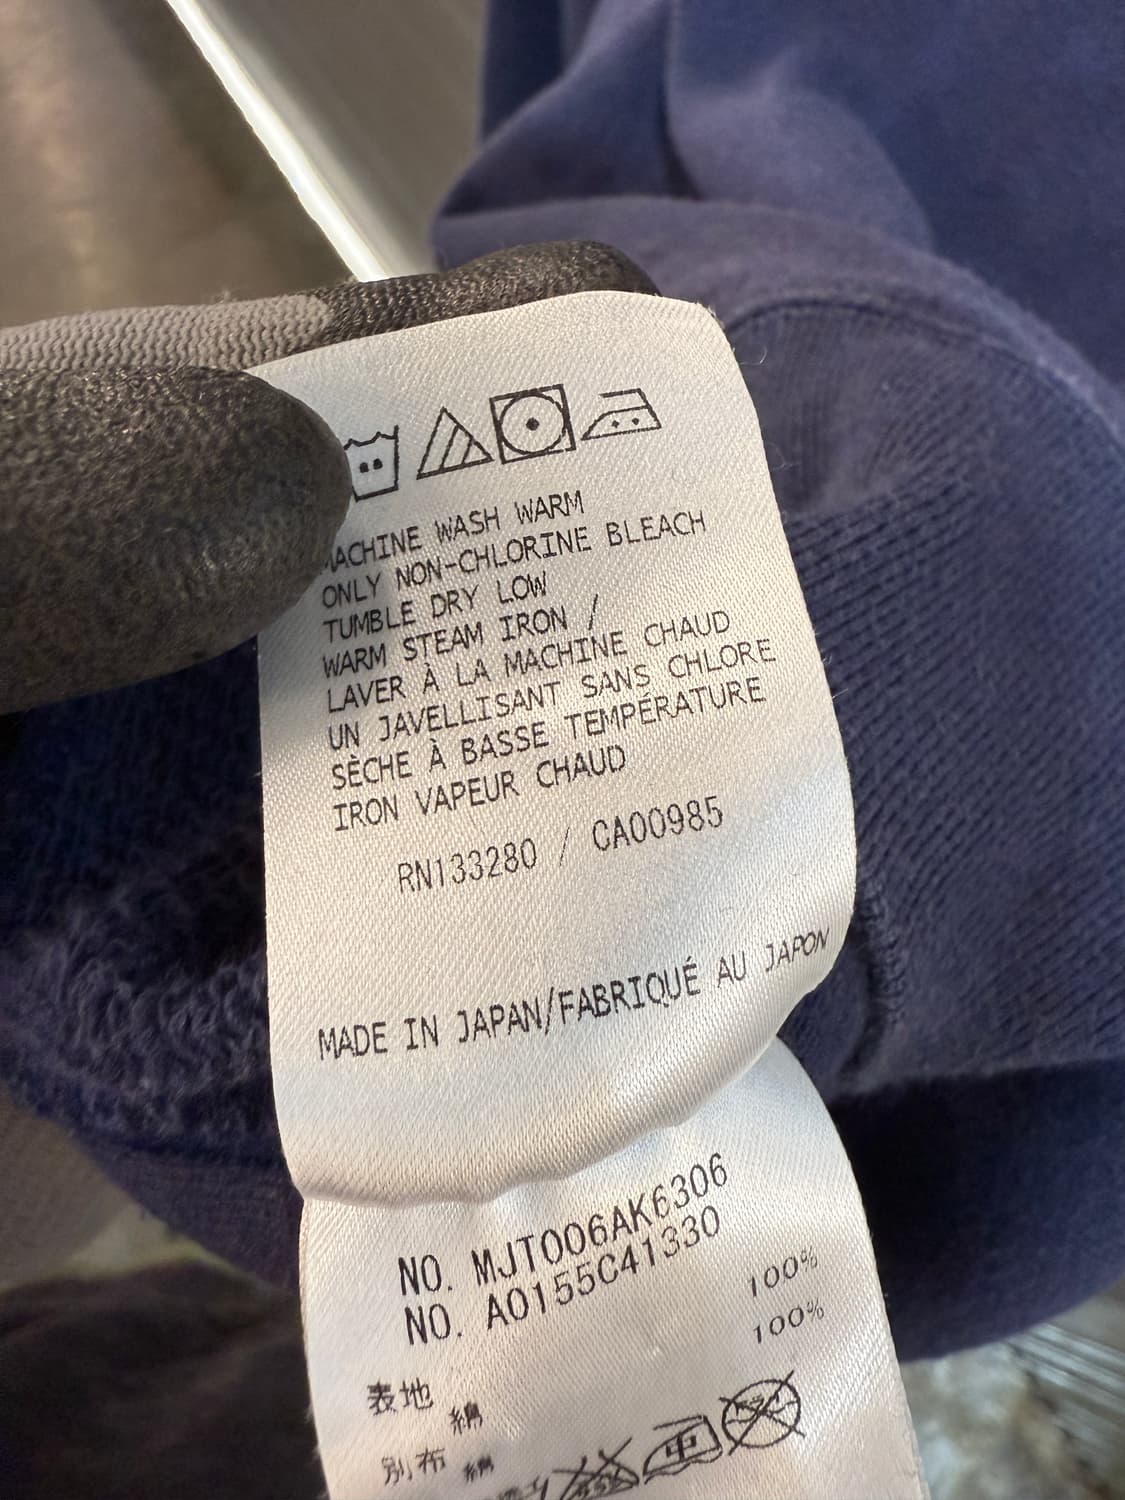 MACHINE WASH WARM
ONLY NON-CHLORINE BLEACH
TUMBLE DRY LOW
WARM STEAM IRON /
LAVER À LA MACHINE CHAUD
UN JAVELLISANT SANS CHLORE
SÈCHE À BASSE TEMPÉRATURE
IRON VAPEUR CHAUD
RN133280 / CA00985
MADE IN JAPAN/FABRIQUÉ AU JAPON
NO. MJT006AK6306
NO. A0155C41330
100%
100%
表地
綿
別布
綿
中